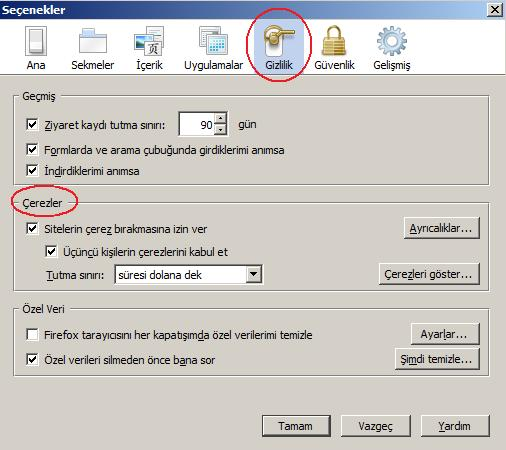 Seçenekler
Ana Sekmeler İçerik Uygulamalar Gizlilik Güvenlik Gelişmiş
Geçmiş
Ziyaret kaydı tutma sınırı: 90 gün
Formlarda ve arama çubuğunda girdiklerimi anımsa
İndirdiklerimi anımsa
Çerezler
Sitelerin çerez bırakmasına izin ver Ayrıcalıklar...
Üçüncü kişilerin çerezlerini kabul et
Tutma sınırı: süresi dolana dek Çerezleri göster...
Özel Veri
Firefox tarayıcısını her kapatışımda özel verilerimi temizle Ayarlar...
Özel verileri silmeden önce bana sor Şimdi temizle...
Tamam Vazgeç Yardım